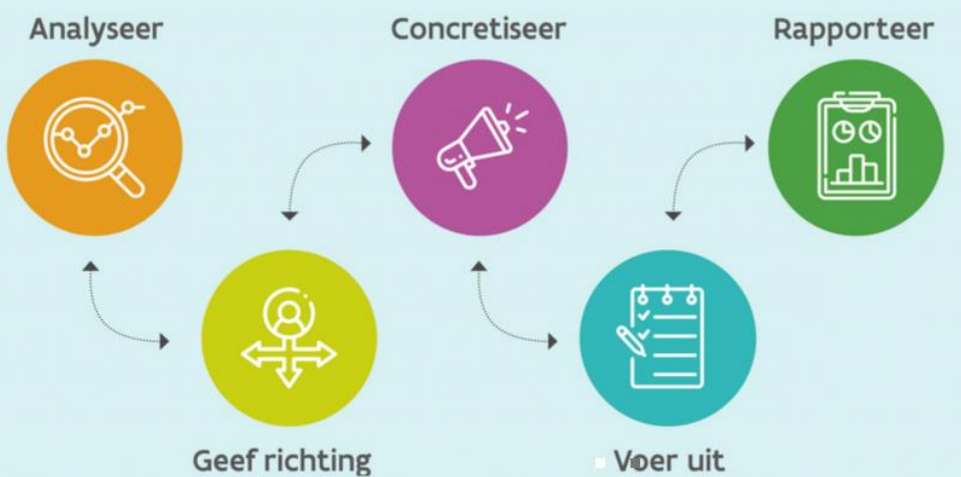 Analyseer
Concretiseer
Rapporteer
Geef richting
Voer uit